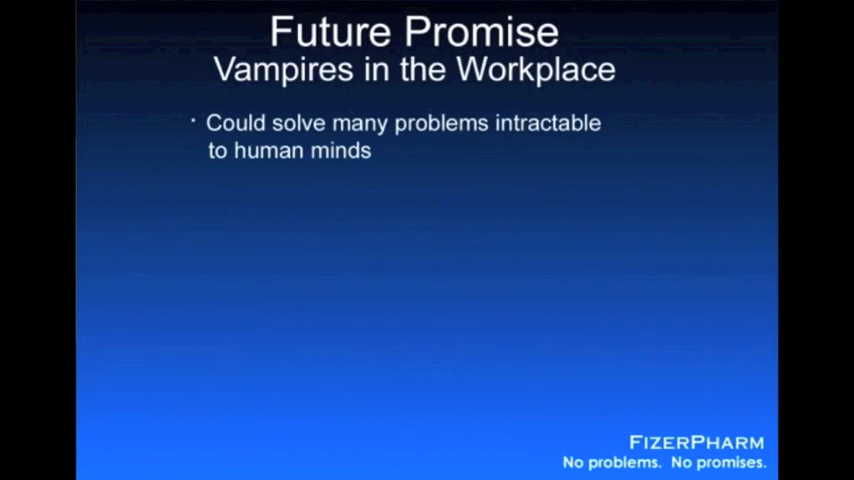 Future Promise
Vampires in the Workplace
· Could solve many problems intractable
to human minds
FIZERPHARM
No problems. No promises.